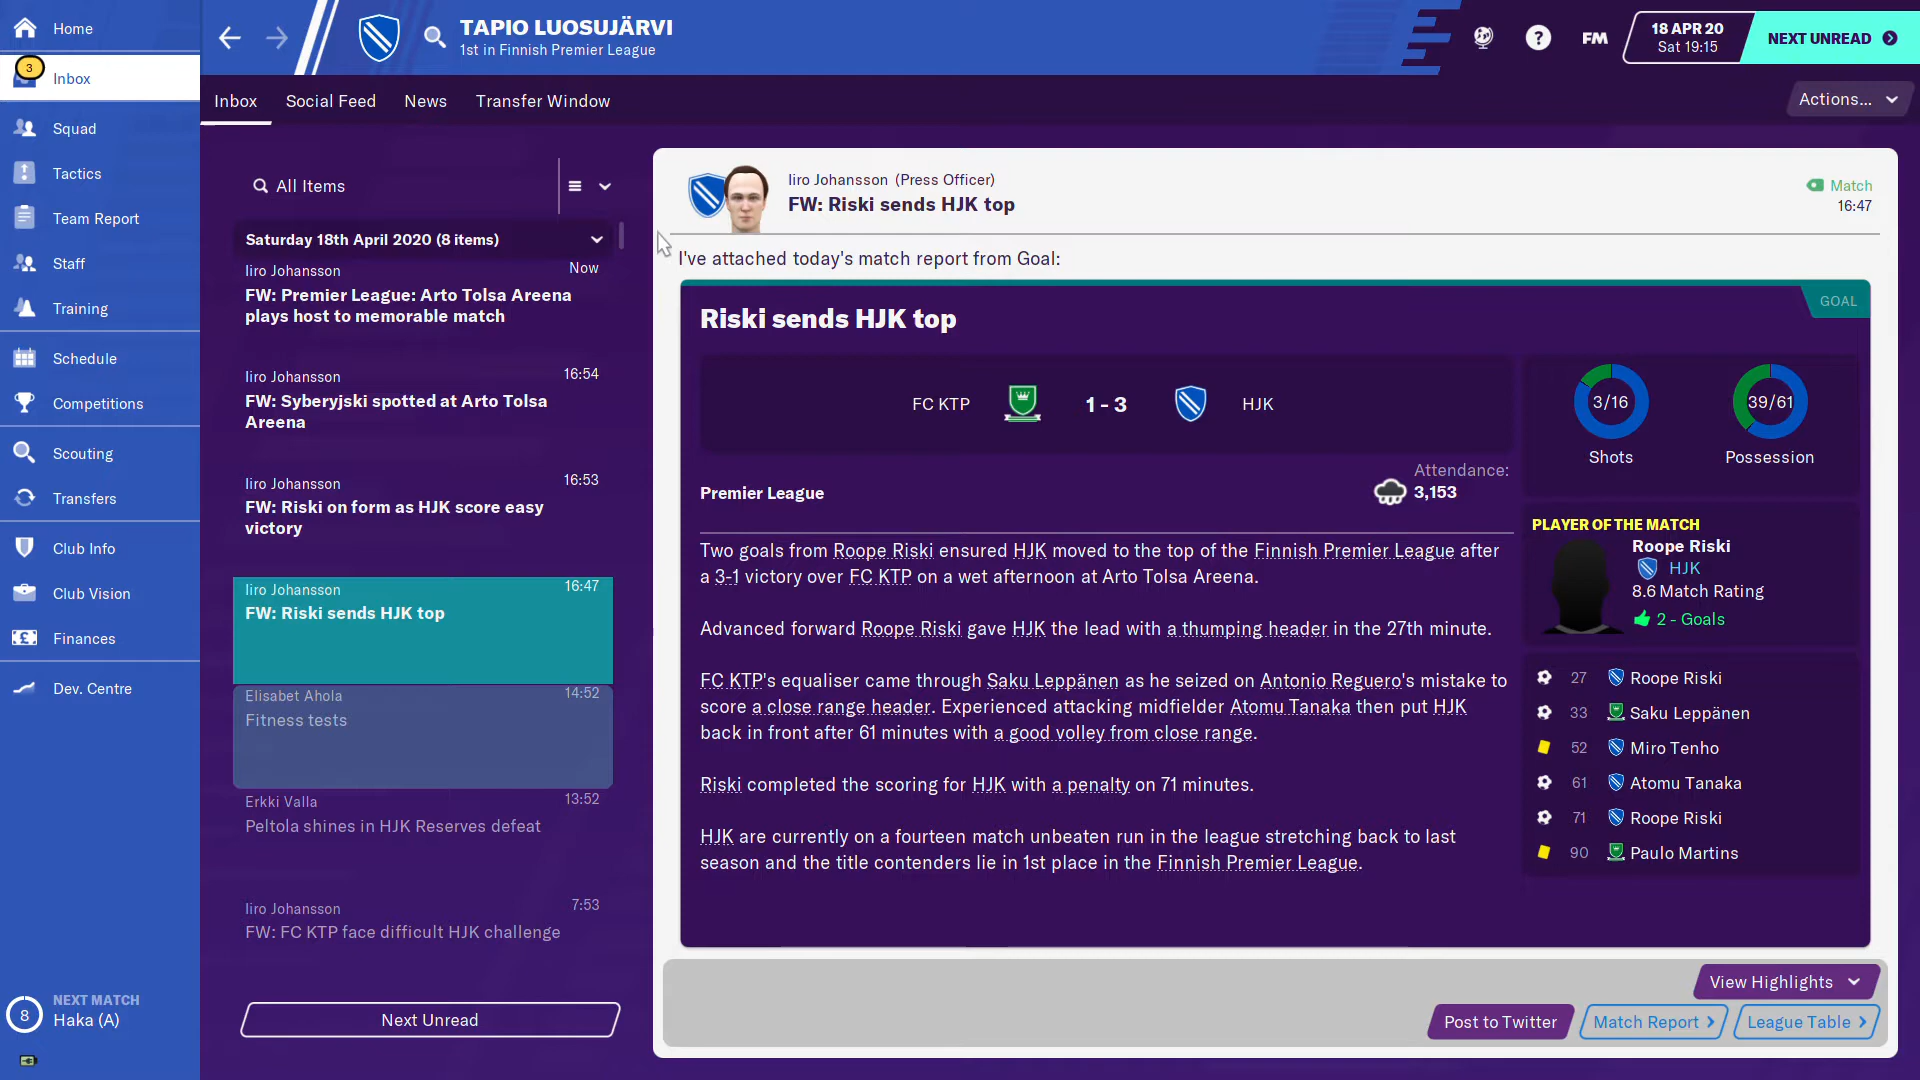 Home
3
Inbox
Squad
Tactics
Team Report
Staff
Training
Schedule
Competitions
Scouting
Transfers
Club Info
Club Vision
Finances
Dev. Centre
8
NEXT MATCH
Haka (A)
TAPIO LUOSUJÄRVI
1st in Finnish Premier League
?
FM
18 APR 20
Sat 19:15
NEXT UNREAD
Inbox
Social Feed
News
Transfer Window
Actions...
All Items
Saturday 18th April 2020 (8 items)
Iiro Johansson
Now
FW: Premier League: Arto Tolsa Areena
plays host to memorable match
Iiro Johansson
16:54
FW: Syberyjski spotted at Arto Tolsa
Areena
Iiro Johansson
16:53
FW: Riski on form as HJK score easy
victory
Iiro Johansson
16:47
FW: Riski sends HJK top
Elisabet Ahola
14:52
Fitness tests
Erkki Valla
13:52
Peltola shines in HJK Reserves defeat
Iiro Johansson
7:53
FW: FC KTP face difficult HJK challenge
Next Unread
Iiro Johansson (Press Officer)
FW: Riski sends HJK top
Match
16:47
I've attached today's match report from Goal:
GOAL
Riski sends HJK top
FC KTP
1 - 3
HJK
Premier League
Attendance:
3,153
Two goals from Roope Riski ensured HJK moved to the top of the Finnish Premier League after
a 3-1 victory over FC KTP on a wet afternoon at Arto Tolsa Areena.
Advanced forward Roope Riski gave HJK the lead with a thumping header in the 27th minute.
FC KTP's equaliser came through Saku Leppänen as he seized on Antonio Reguero's mistake to
score a close range header. Experienced attacking midfielder Atomu Tanaka then put HJK
back in front after 61 minutes with a good volley from close range.
Riski completed the scoring for HJK with a penalty on 71 minutes.
HJK are currently on a fourteen match unbeaten run in the league stretching back to last
season and the title contenders lie in 1st place in the Finnish Premier League.
3/16
Shots
39/61
Possession
PLAYER OF THE MATCH
Roope Riski
HJK
8.6 Match Rating
2 - Goals
27 Roope Riski
33 Saku Leppänen
52 Miro Tenho
61 Atomu Tanaka
71 Roope Riski
90 Paulo Martins
View Highlights
Post to Twitter
Match Report
League Table